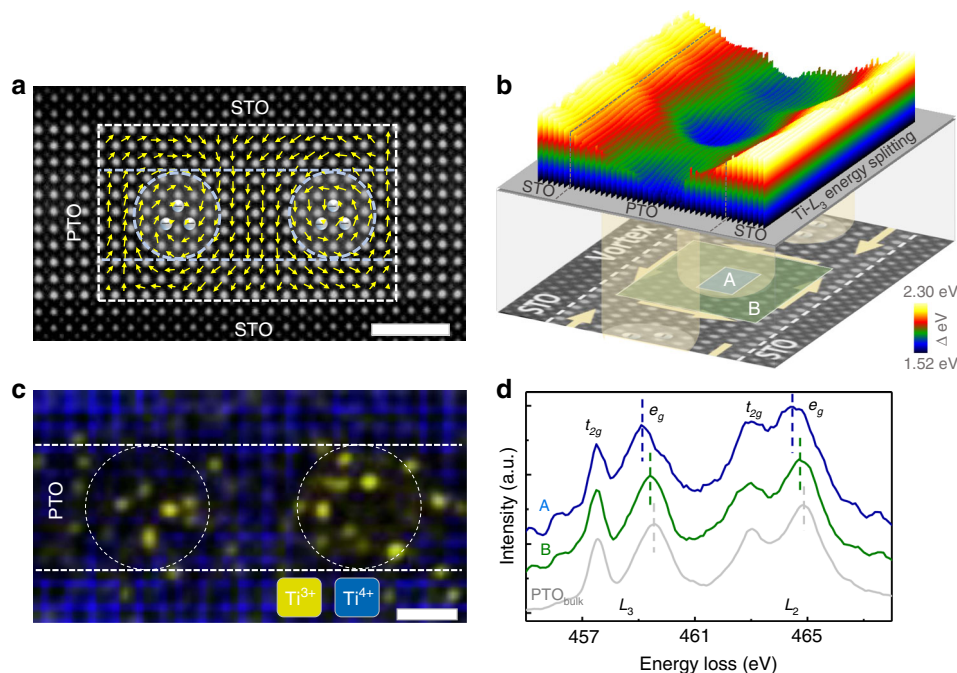 a
STO
PTO
STO
b
STO
PTO
STO
Ti-L3 energy splitting
Vortex
STO
STO
A
B
2.30 eV
Δ eV
1.52 eV
c
PTO
Ti3+
Ti4+
d
t2g
eg
t2g
eg
A
B
PTObulk
L3
L2
457
461
465
Intensity (a.u.)
Energy loss (eV)